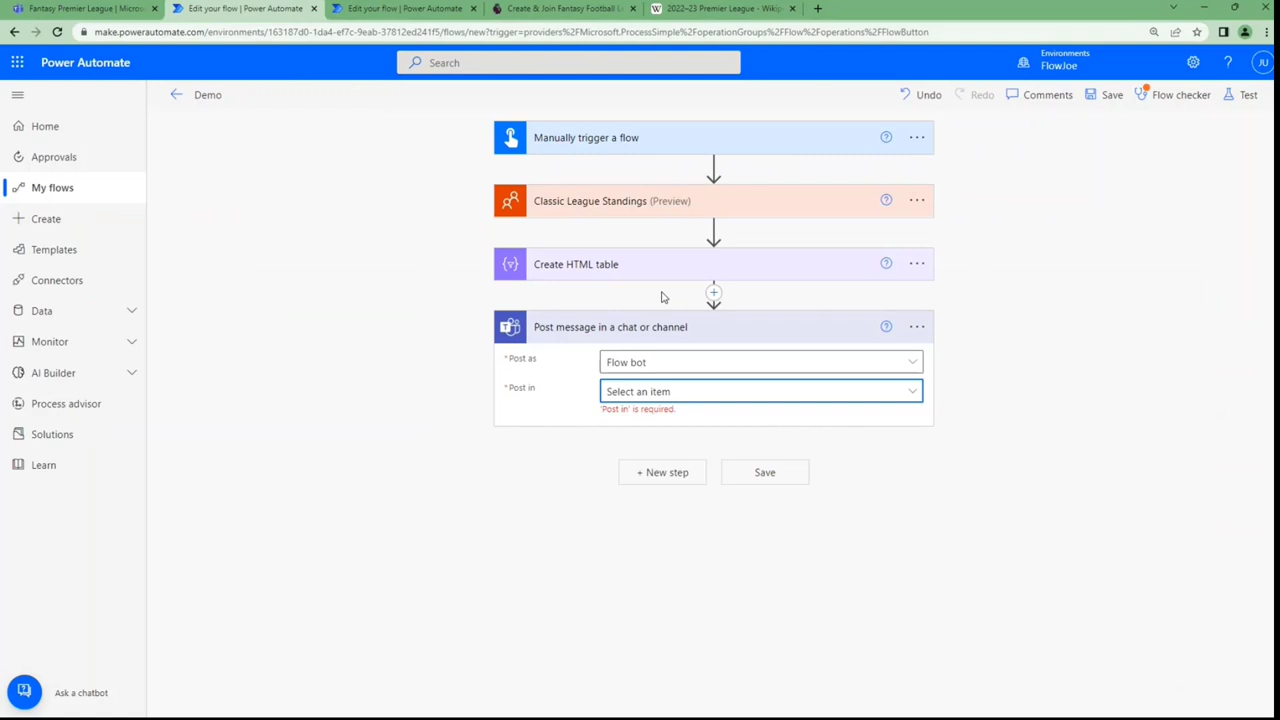 Fantasy Premier League | Micros
Edit your flow | Power Automate
Edit your flow | Power Automate
Create & Join Fantasy Football Le
2022–23 Premier League - Wikip
make.powerautomate.com/environments/163187d0-1da4-ef7c-9eab-37812ed241f5/flows/new?trigger=providers%2FMicrosoft.ProcessSimple%2FoperationGroups%2FFlow%2Foperations%2FFlowButton
Power Automate
Search
Environments
FlowJoe
JU
Demo
Undo
Redo
Comments
Save
Flow checker
Test
Home
Approvals
My flows
Create
Templates
Connectors
Data
Monitor
AI Builder
Process advisor
Solutions
Learn
Ask a chatbot
Manually trigger a flow
Classic League Standings (Preview)
Create HTML table
Post message in a chat or channel
*Post as
Flow bot
*Post in
Select an item
'Post in' is required.
+ New step
Save